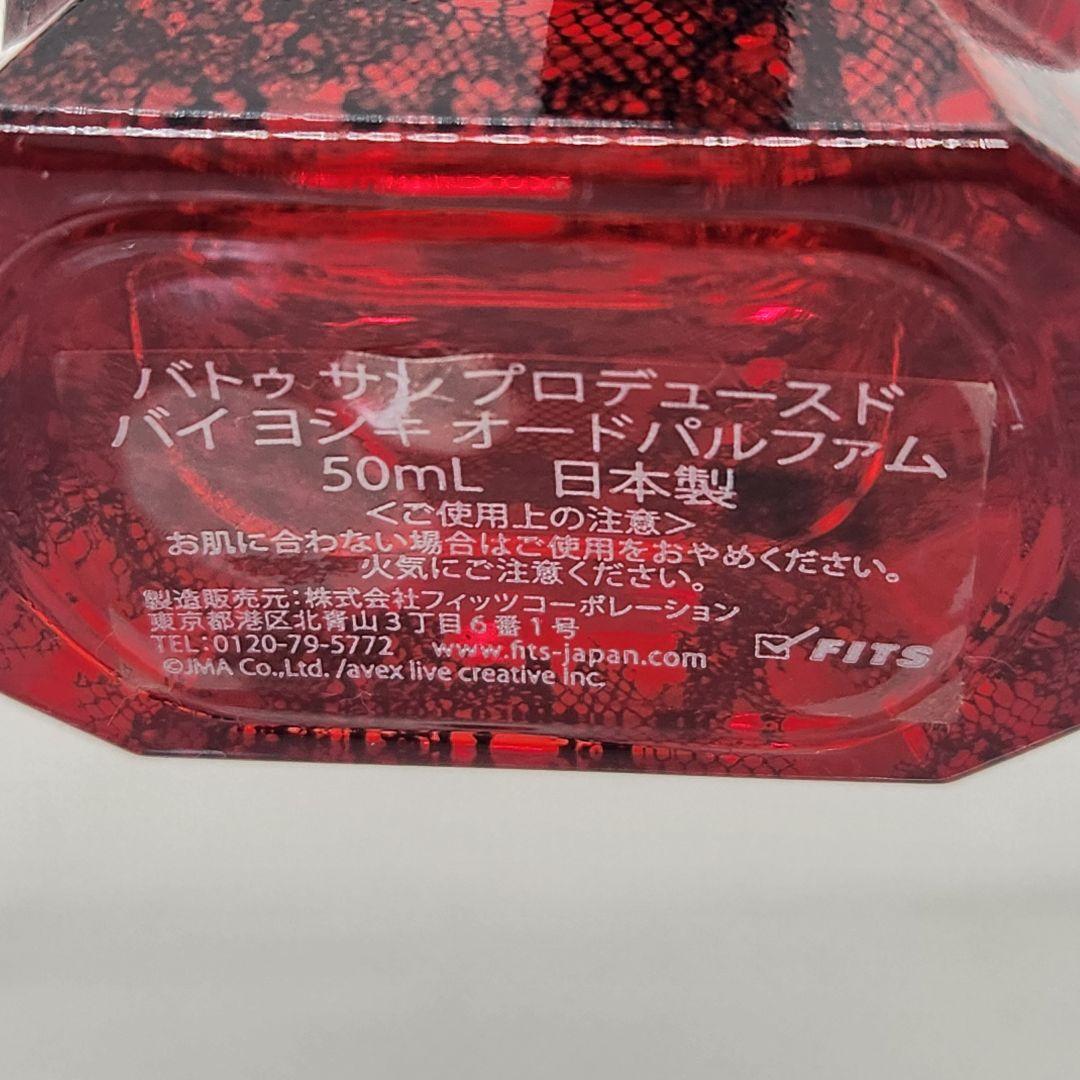 バトゥ サン プロデュースド
バイ ヨシキ オードパルファム
50mL 日本製
＜ご使用上の注意＞
お肌に合わない場合はご使用をおやめください。
火気にご注意ください。
製造販売元：株式会社フィッツコーポレーション
東京都港区北青山3丁目6番1号
TEL：0120-79-5772 www.fits-japan.com
FITS
©JMA Co.,Ltd. /avex live creative Inc.